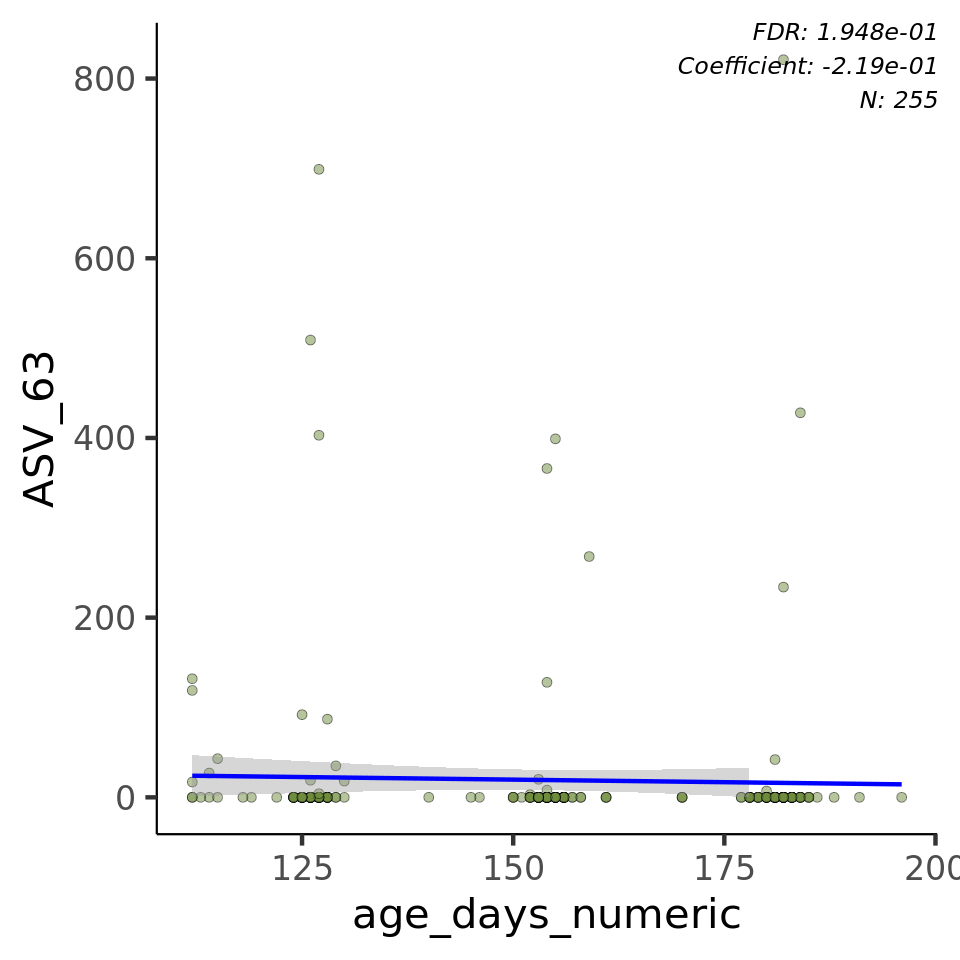 FDR: 1.948e-01
Coefficient: -2.19e-01
N: 255
800
600
400
200
0
ASV_63
125 150 175 200
age_days_numeric